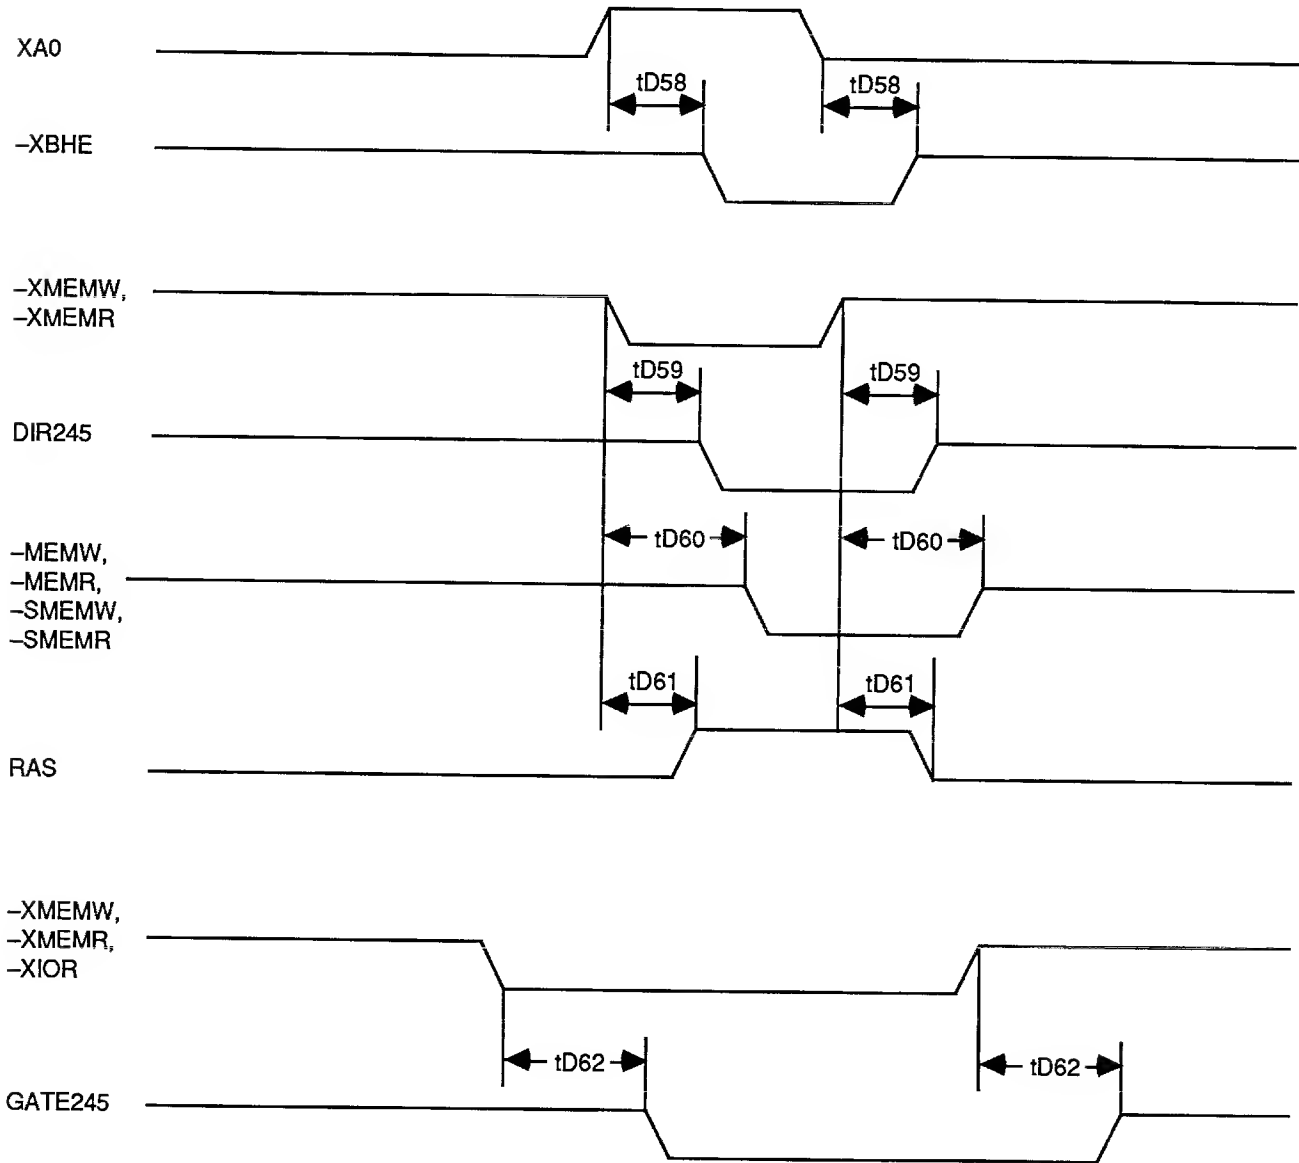 XA0
tD58
tD58
–XBHE
–XMEMW,
–XMEMR
tD59
tD59
DIR245
tD60
tD60
–MEMW,
–MEMR,
–SMEMW,
–SMEMR
tD61
tD61
RAS
–XMEMW,
–XMEMR,
–XIOR
tD62
tD62
GATE245